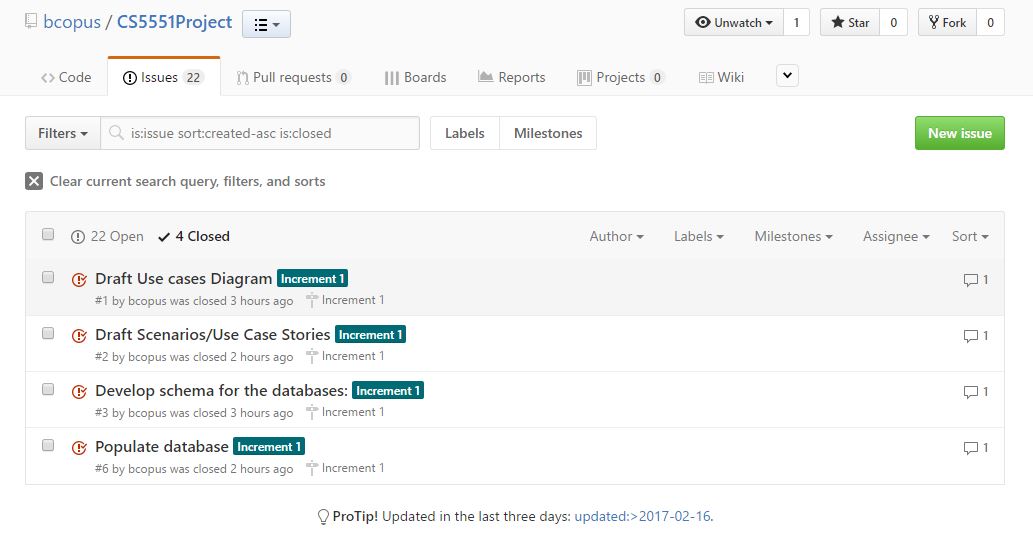 bcopus / CS5551Project Unwatch 1 Star 0 Fork 0
Code Issues 22 Pull requests 0 Boards Reports Projects 0 Wiki
Filters is:issue sort:created-asc is:closed Labels Milestones New issue
Clear current search query, filters, and sorts
22 Open 4 Closed Author Labels Milestones Assignee Sort
Draft Use cases Diagram Increment 1 1
#1 by bcopus was closed 3 hours ago Increment 1
Draft Scenarios/Use Case Stories Increment 1 1
#2 by bcopus was closed 2 hours ago Increment 1
Develop schema for the databases: Increment 1 1
#3 by bcopus was closed 3 hours ago Increment 1
Populate database Increment 1 1
#6 by bcopus was closed 2 hours ago Increment 1
ProTip! Updated in the last three days: updated:>2017-02-16.